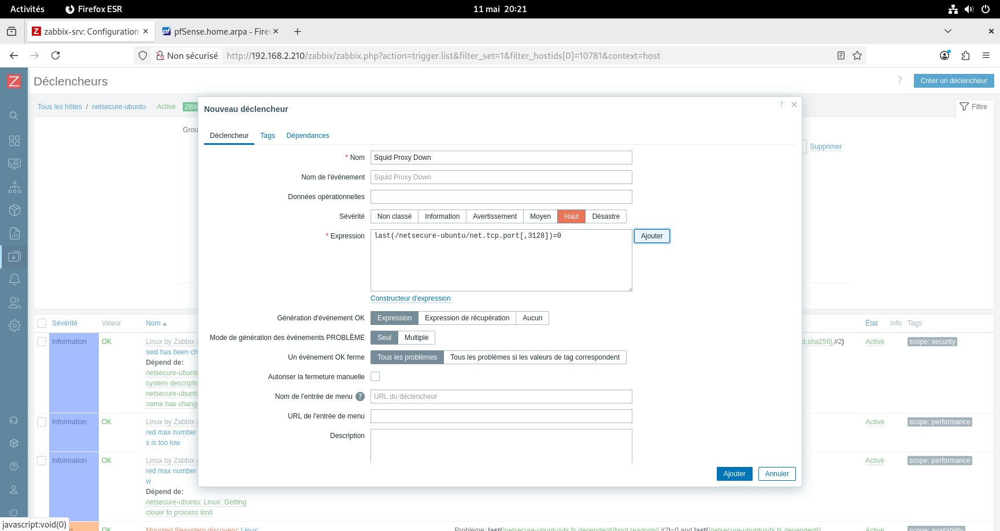 Activités
Firefox ESR
11 mai 20:21
zabbix-srv: Configuration
pfSense.home.arpa - Fire
Non sécurisé
http://192.168.2.210/zabbix/zabbix.php?action=trigger.list&filter_set=1&filter_hostids[0]=10781&context=host
Déclencheurs
?
Créer un déclencheur
Tous les hôtes / netsecure-ubuntu Activé ZBX
Filtre
Grou
Supprimer
Nouveau déclencheur
?
Déclencheur Tags Dépendances
* Nom Squid Proxy Down
Nom de l'événement Squid Proxy Down
Données opérationnelles
Sévérité Non classé Information Avertissement Moyen Haut Désastre
* Expression last(/netsecure-ubuntu/net.tcp.port[,3128])=0 Ajouter
Constructeur d'expression
Génération d'événement OK Expression Expression de récupération Aucun
Mode de génération des événements PROBLÈME Seul Multiple
Un événement OK ferme Tous les problèmes Tous les problèmes si les valeurs de tag correspondent
Autoriser la fermeture manuelle
Nom de l'entrée de menu ? URL du déclencheur
URL de l'entrée de menu
Description
Ajouter Annuler
Sévérité Valeur Nom État Info Tags
Information OK Linux by Zabbix a
swd has been ch
Dépend de:
netsecure-ubuntu
system descriptio
netsecure-ubuntu
name has chang
d,sha256],#2) Activé scope: security
Information OK Linux by Zabbix a
red max number
s is too low
Activé scope: performance
Information OK Linux by Zabbix a
red max number
w
Dépend de:
netsecure-ubuntu: Linux: Getting
closer to process limit
Activé scope: performance
n OK Mounted filesystem discovery: Linux:
Problème: last(/netsecure-ubuntu/vfs.fs.dependent[/boot,readonly],#2)=0 and last(/netsecure-ubuntu/vfs.fs.dependent[/
Activé scope: availability
javascript:void(0)